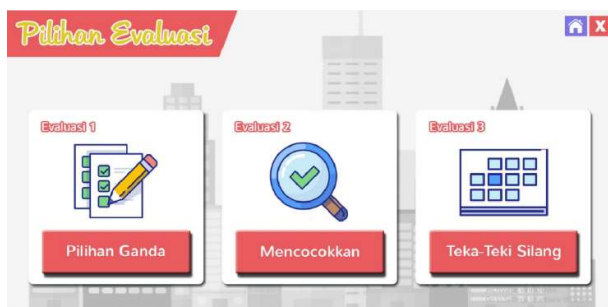 Pilihan Evaluasi
X
Evaluasi 1
Evaluasi 2
Evaluasi 3
Pilihan Ganda
Mencocokkan
Teka-Teki Silang